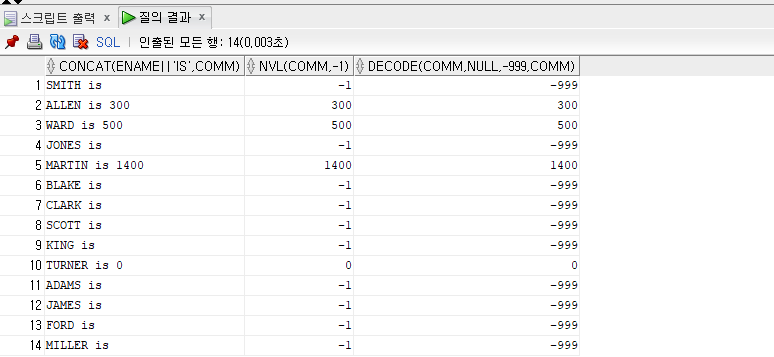 스크립트 출력 x 질의 결과 x
SQL | 인출된 모든 행: 14(0,003초)
CONCAT(ENAME||'IS',COMM) NVL(COMM,-1) DECODE(COMM,NULL,-999,COMM)
1 SMITH is -1 -999
2 ALLEN is 300 300 300
3 WARD is 500 500 500
4 JONES is -1 -999
5 MARTIN is 1400 1400 1400
6 BLAKE is -1 -999
7 CLARK is -1 -999
8 SCOTT is -1 -999
9 KING is -1 -999
10 TURNER is 0 0 0
11 ADAMS is -1 -999
12 JAMES is -1 -999
13 FORD is -1 -999
14 MILLER is -1 -999